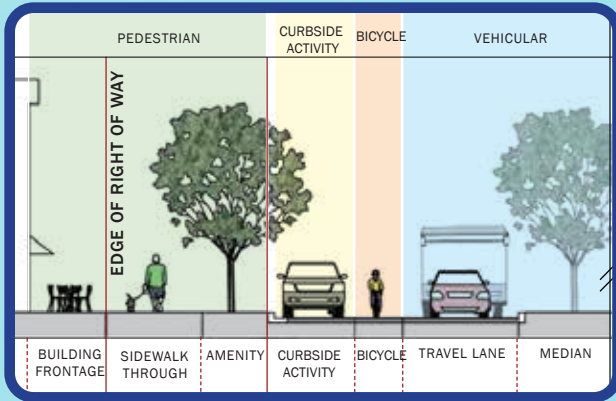 PEDESTRIAN
CURBSIDE
ACTIVITY
BICYCLE
VEHICULAR
EDGE OF RIGHT OF WAY
BUILDING
FRONTAGE
SIDEWALK
THROUGH
AMENITY
CURBSIDE
ACTIVITY
BICYCLE
TRAVEL LANE
MEDIAN